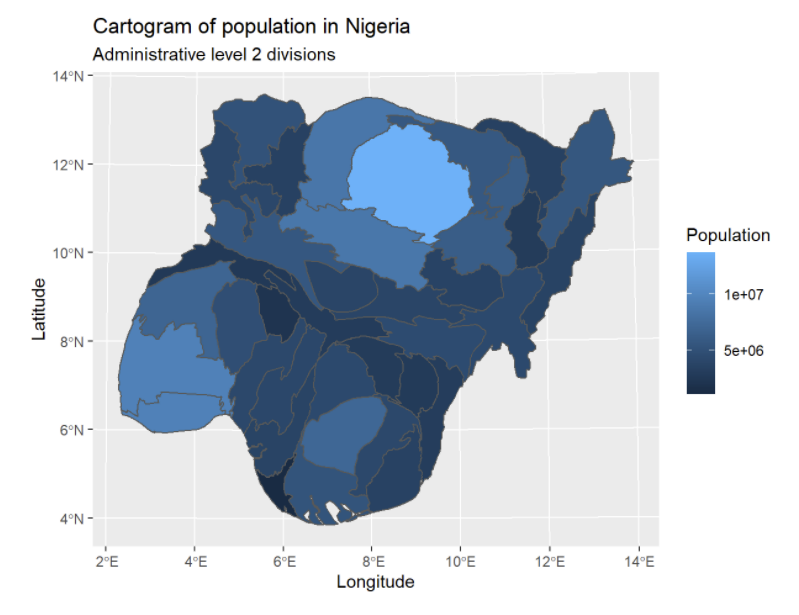 Cartogram of population in Nigeria
Administrative level 2 divisions
14°N
12°N
10°N
8°N
6°N
4°N
Latitude
2°E
4°E
6°E
8°E
10°E
12°E
14°E
Longitude
Population
1e+07
5e+06